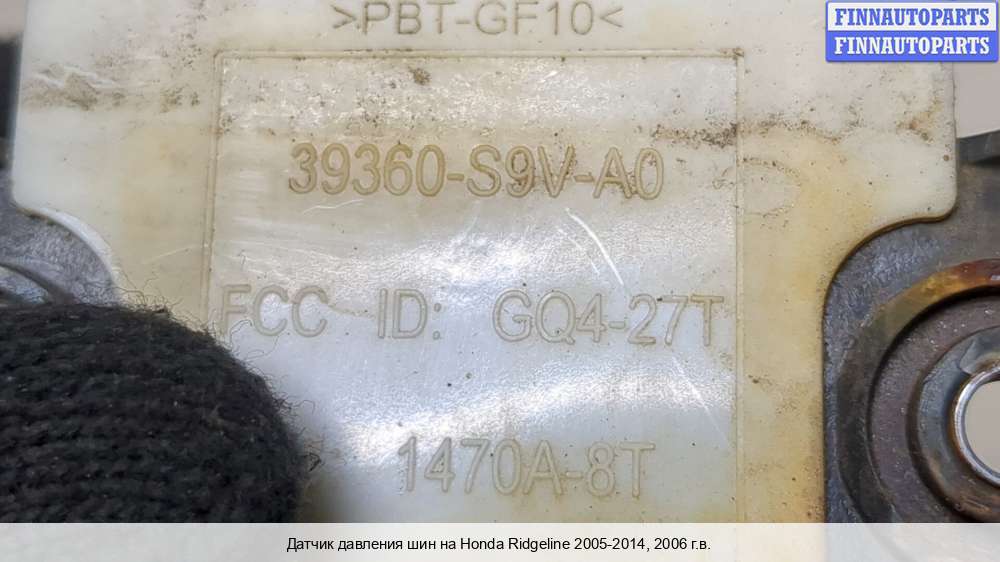 >PBT-GF10<
FINNAUTOPARTS
FINNAUTOPARTS
39360-S9V-A0
FCC ID: GQ4-27T
1470A-8T
Датчик давления шин на Honda Ridgeline 2005-2014, 2006 г.в.